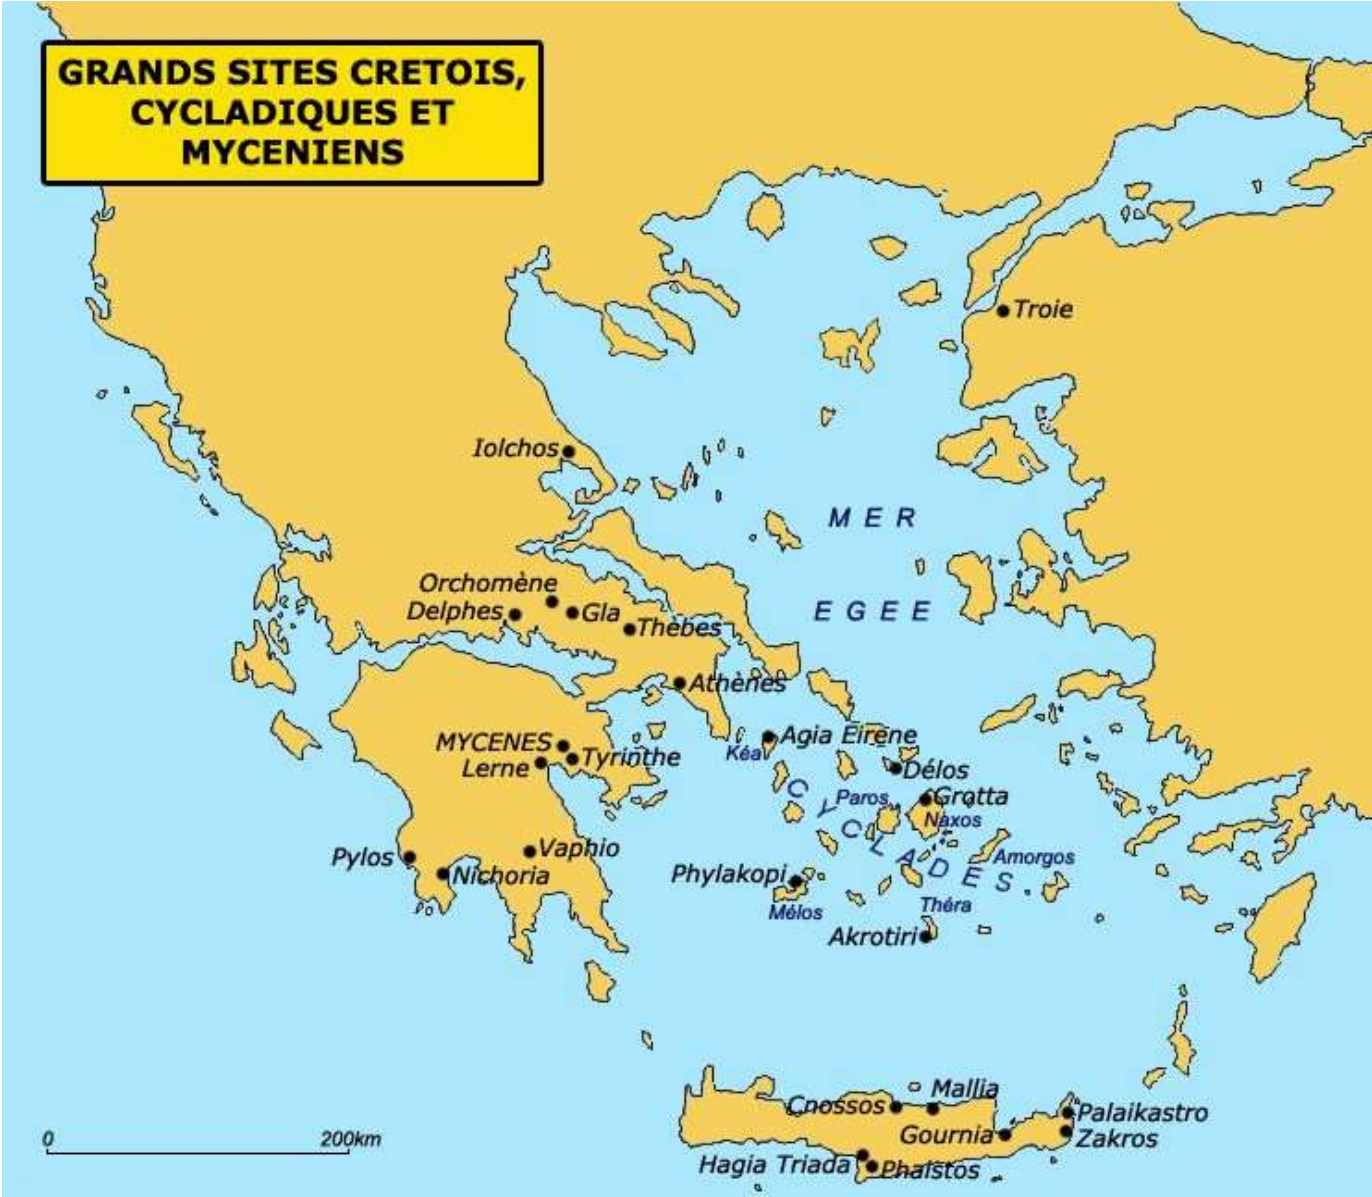 GRANDS SITES CRETOIS,
CYCLADIQUES ET
MYCENIENS
Troie
Iolchos
MER
EGEE
Orchomène
Delphes
Gla
Thèbes
Athènes
MYCENES
Agia Eirene
Kéa
Tyrinthe
Lerne
Délos
CYCLADES
Paros
Grotta
Naxos
Vaphio
Pylos
Amorgos
Nichoria
Phylakopi
Mélos
Théra
Akrotiri
Mallia
Cnossos
Palaikastro
Gournia
Zakros
0 200km
Hagia Triada
Phaistos